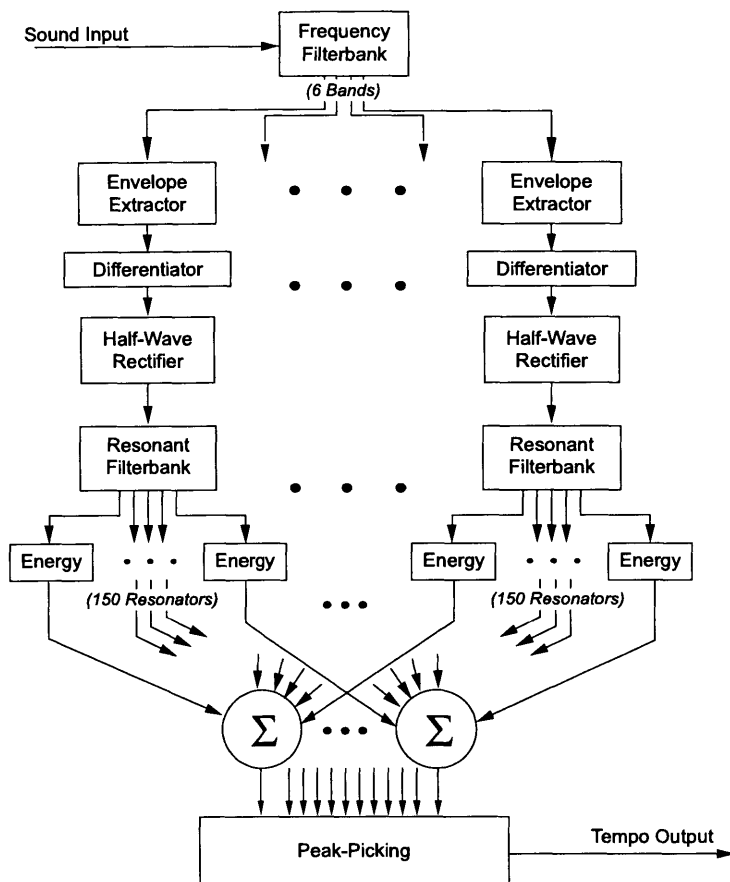 Sound Input
Frequency
Filterbank
(6 Bands)
Envelope
Extractor
Envelope
Extractor
Differentiator
Differentiator
Half-Wave
Rectifier
Half-Wave
Rectifier
Resonant
Filterbank
Resonant
Filterbank
Energy
Energy
Energy
Energy
(150 Resonators)
(150 Resonators)
Σ
Σ
Peak-Picking
Tempo Output